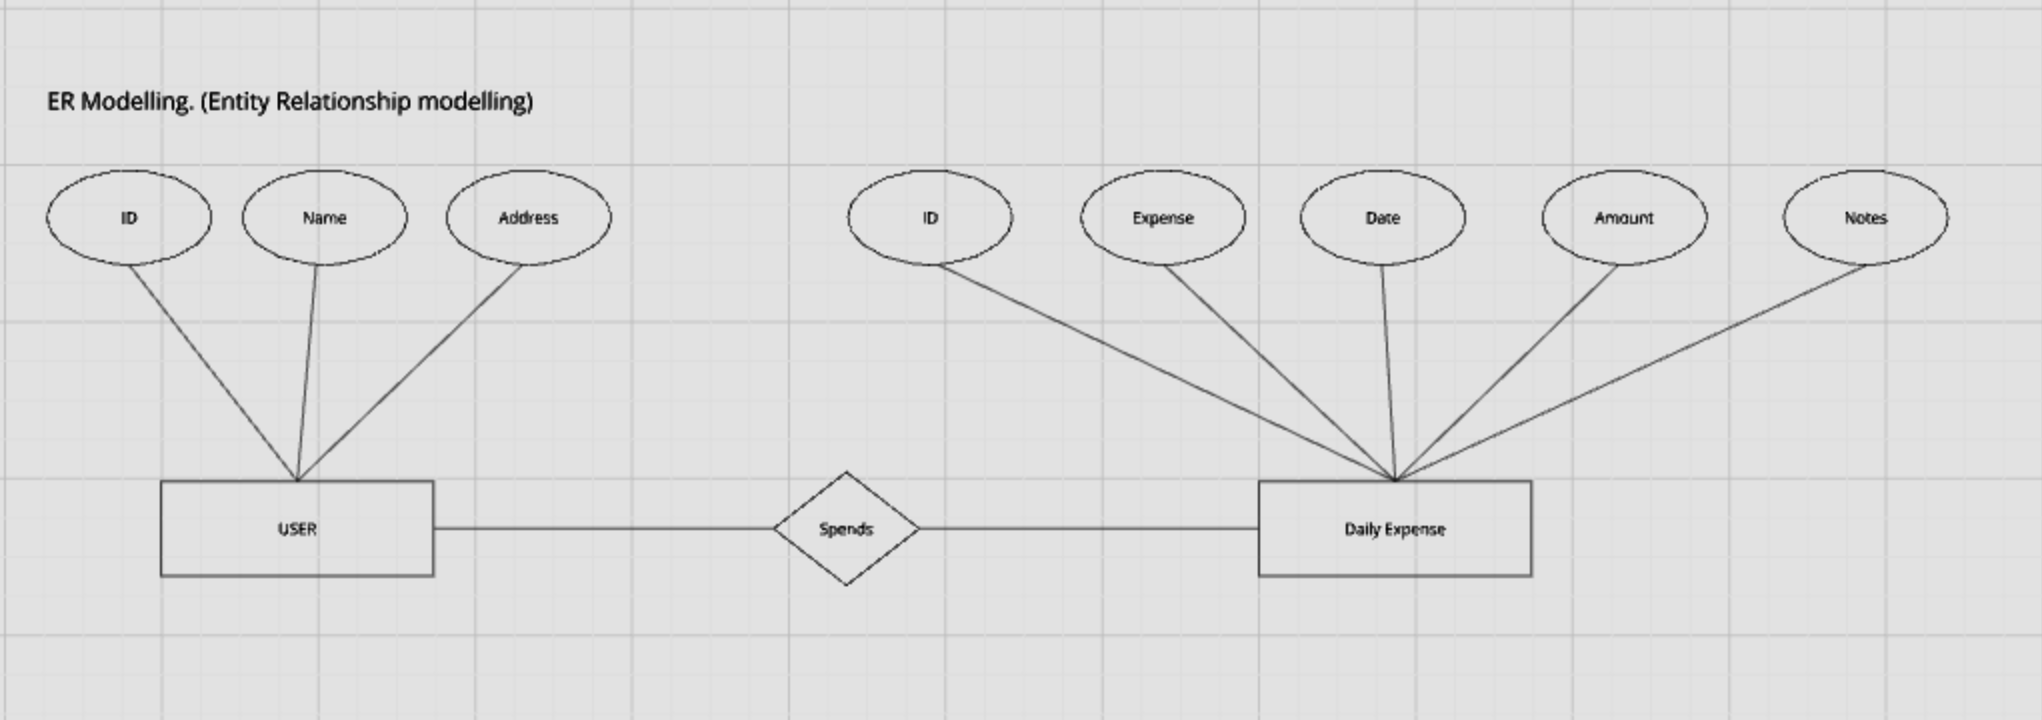 ER Modelling. (Entity Relationship modelling)
ID
Name
Address
ID
Expense
Date
Amount
Notes
USER
Spends
Daily Expense